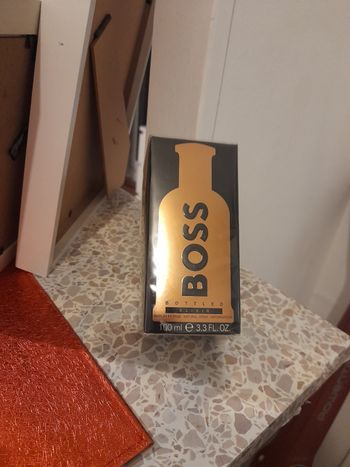 BOSS
BOTTLED
ELIXIR
100 ml e 3.3 FL. OZ.